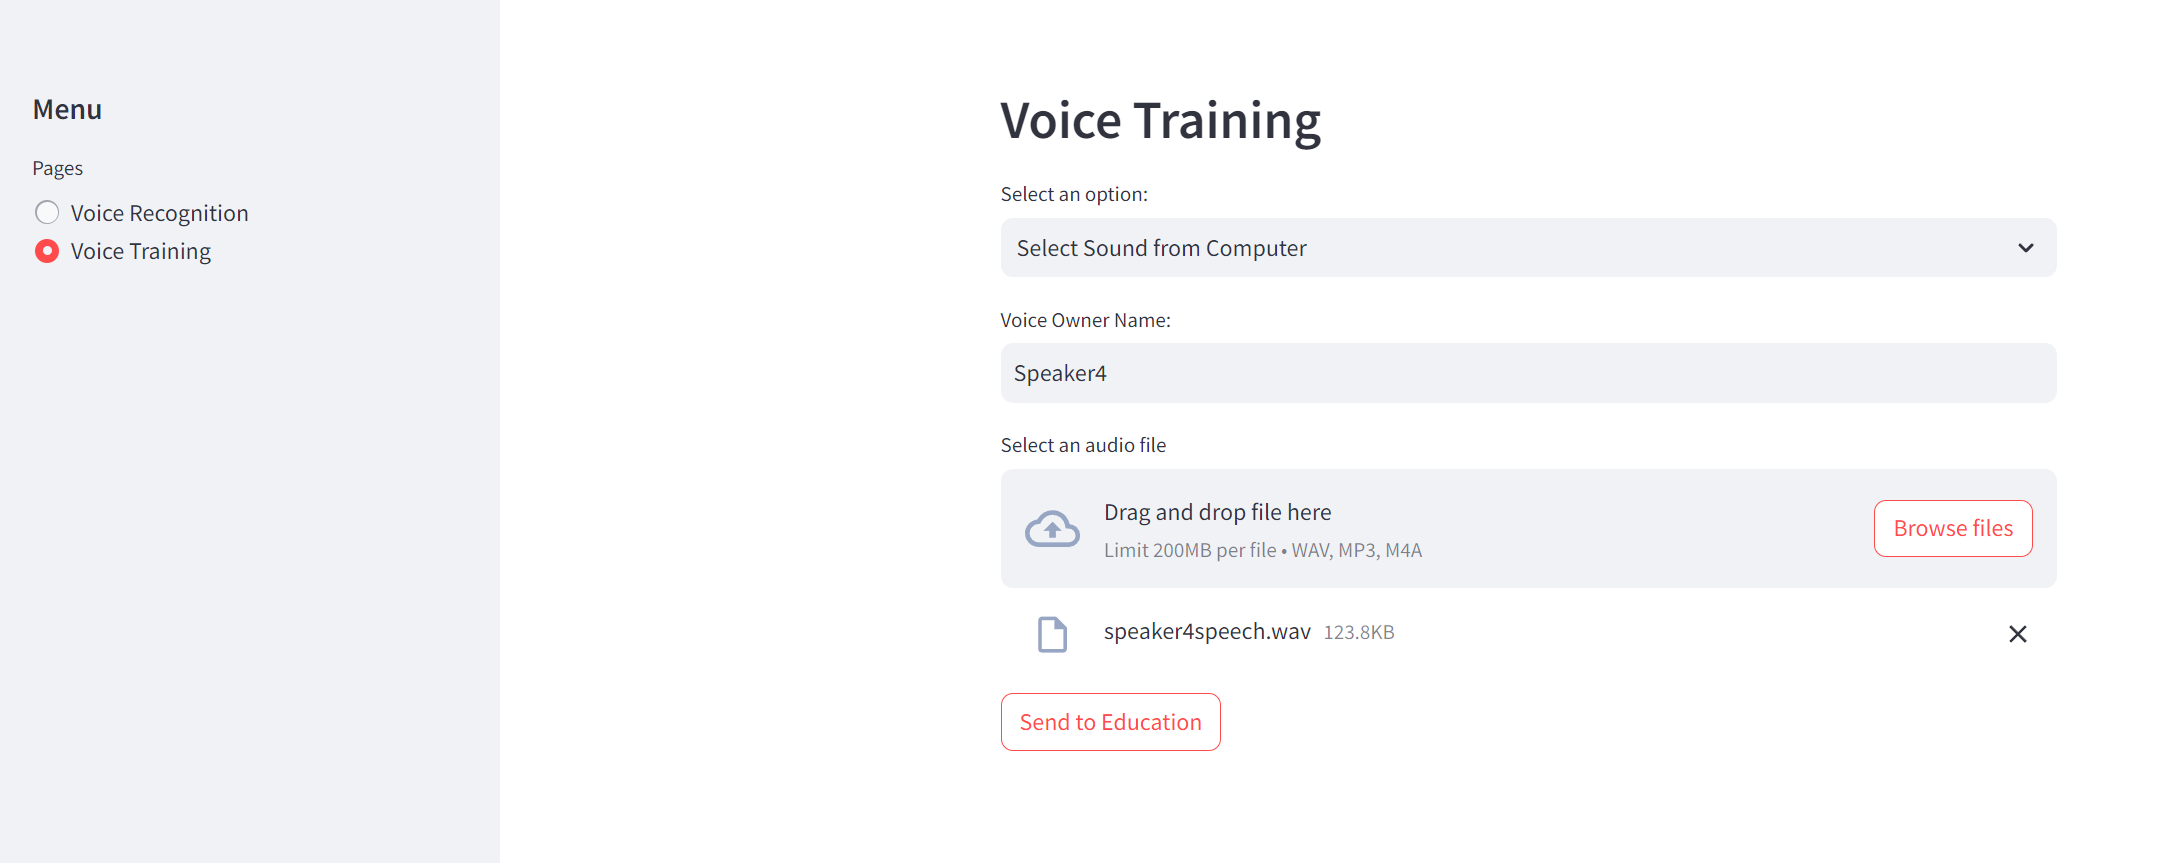 Menu
Pages
Voice Recognition
Voice Training
Voice Training
Select an option:
Select Sound from Computer
Voice Owner Name:
Speaker4
Select an audio file
Drag and drop file here
Limit 200MB per file • WAV, MP3, M4A
Browse files
speaker4speech.wav 123.8KB
Send to Education